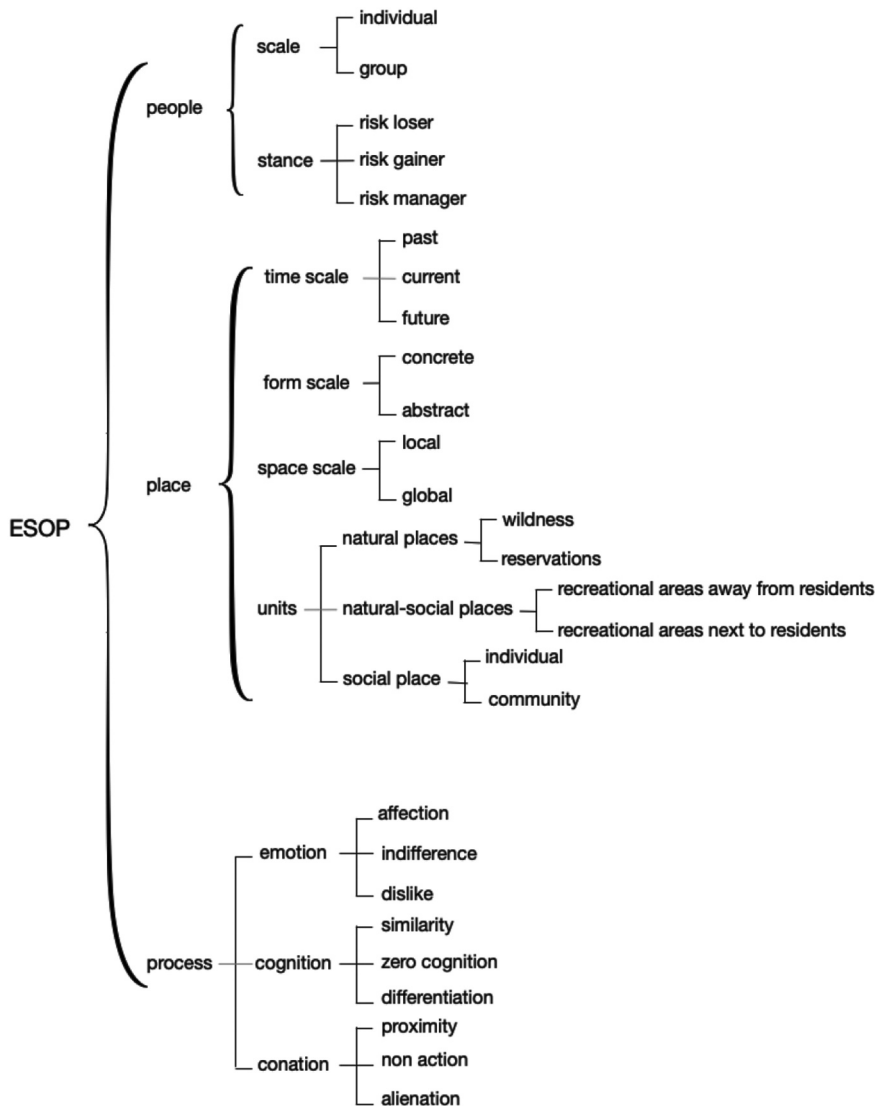 individual
scale
group
people
risk loser
stance
risk gainer
risk manager
past
time scale
current
future
concrete
form scale
abstract
local
space scale
global
place
wildness
natural places
reservations
ESOP
recreational areas away from residents
units
natural-social places
recreational areas next to residents
individual
social place
community
affection
emotion
indifference
dislike
similarity
process
cognition
zero cognition
differentiation
proximity
conation
non action
alienation